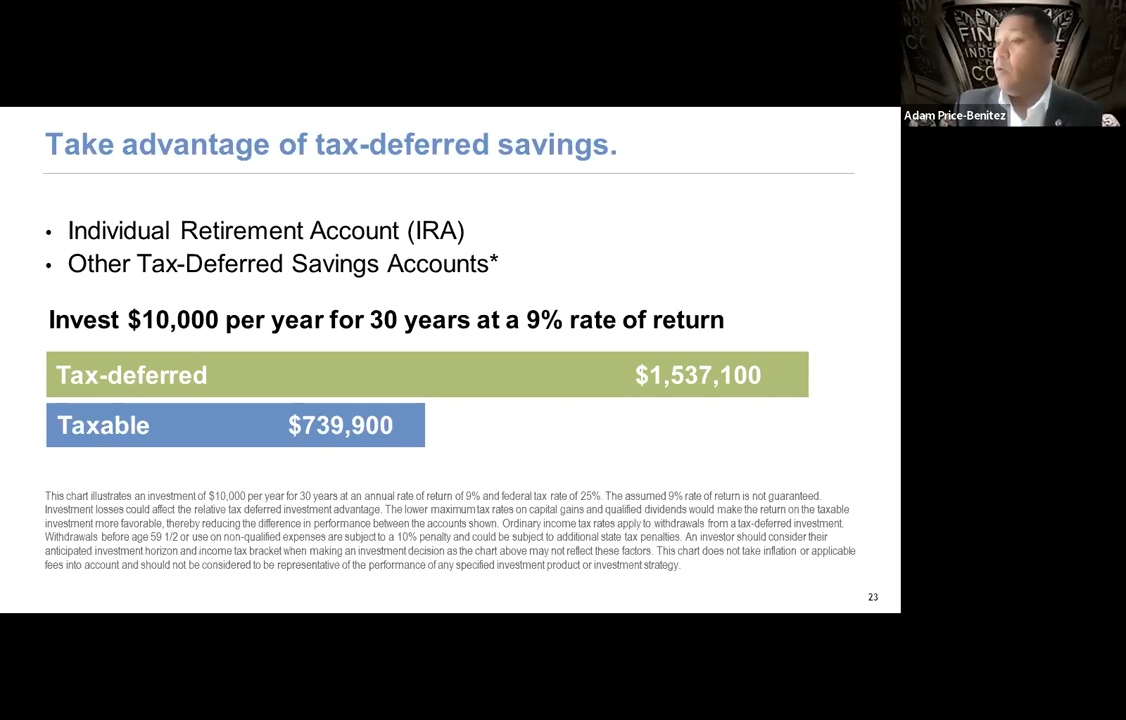 Take advantage of tax-deferred savings.
• Individual Retirement Account (IRA)
• Other Tax-Deferred Savings Accounts*
Invest $10,000 per year for 30 years at a 9% rate of return
Tax-deferred $1,537,100
Taxable $739,900
This chart illustrates an investment of $10,000 per year for 30 years at an annual rate of return of 9% and federal tax rate of 25%. The assumed 9% rate of return is not guaranteed.
Investment losses could affect the relative tax deferred investment advantage. The lower maximum tax rates on capital gains and qualified dividends would make the return on the taxable
investment more favorable, thereby reducing the difference in performance between the accounts shown. Ordinary income tax rates apply to withdrawals from a tax-deferred investment.
Withdrawals before age 59 1/2 or use on non-qualified expenses are subject to a 10% penalty and could be subject to additional state tax penalties. An investor should consider their
anticipated investment horizon and income tax bracket when making an investment decision as the chart above may not reflect these factors. This chart does not take inflation or applicable
fees into account and should not be considered to be representative of the performance of any specified investment product or investment strategy.
23
Adam Price-Benitez